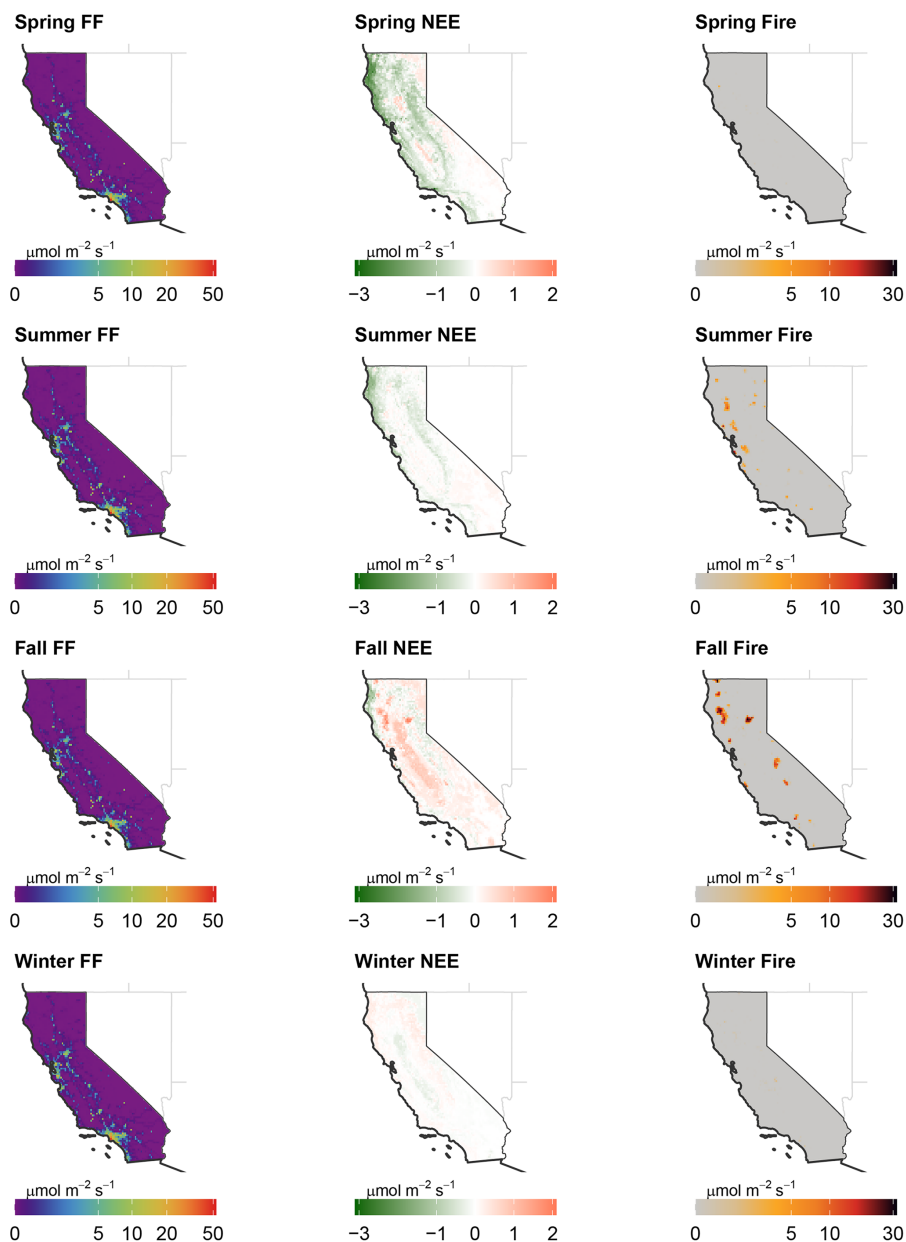 Spring FF Spring NEE Spring Fire
μmol m−2 s−1 μmol m−2 s−1 μmol m−2 s−1
0 5 10 20 50 −3 −1 0 1 2 0 5 10 30
Summer FF Summer NEE Summer Fire
μmol m−2 s−1 μmol m−2 s−1 μmol m−2 s−1
0 5 10 20 50 −3 −1 0 1 2 0 5 10 30
Fall FF Fall NEE Fall Fire
μmol m−2 s−1 μmol m−2 s−1 μmol m−2 s−1
0 5 10 20 50 −3 −1 0 1 2 0 5 10 30
Winter FF Winter NEE Winter Fire
μmol m−2 s−1 μmol m−2 s−1 μmol m−2 s−1
0 5 10 20 50 −3 −1 0 1 2 0 5 10 30